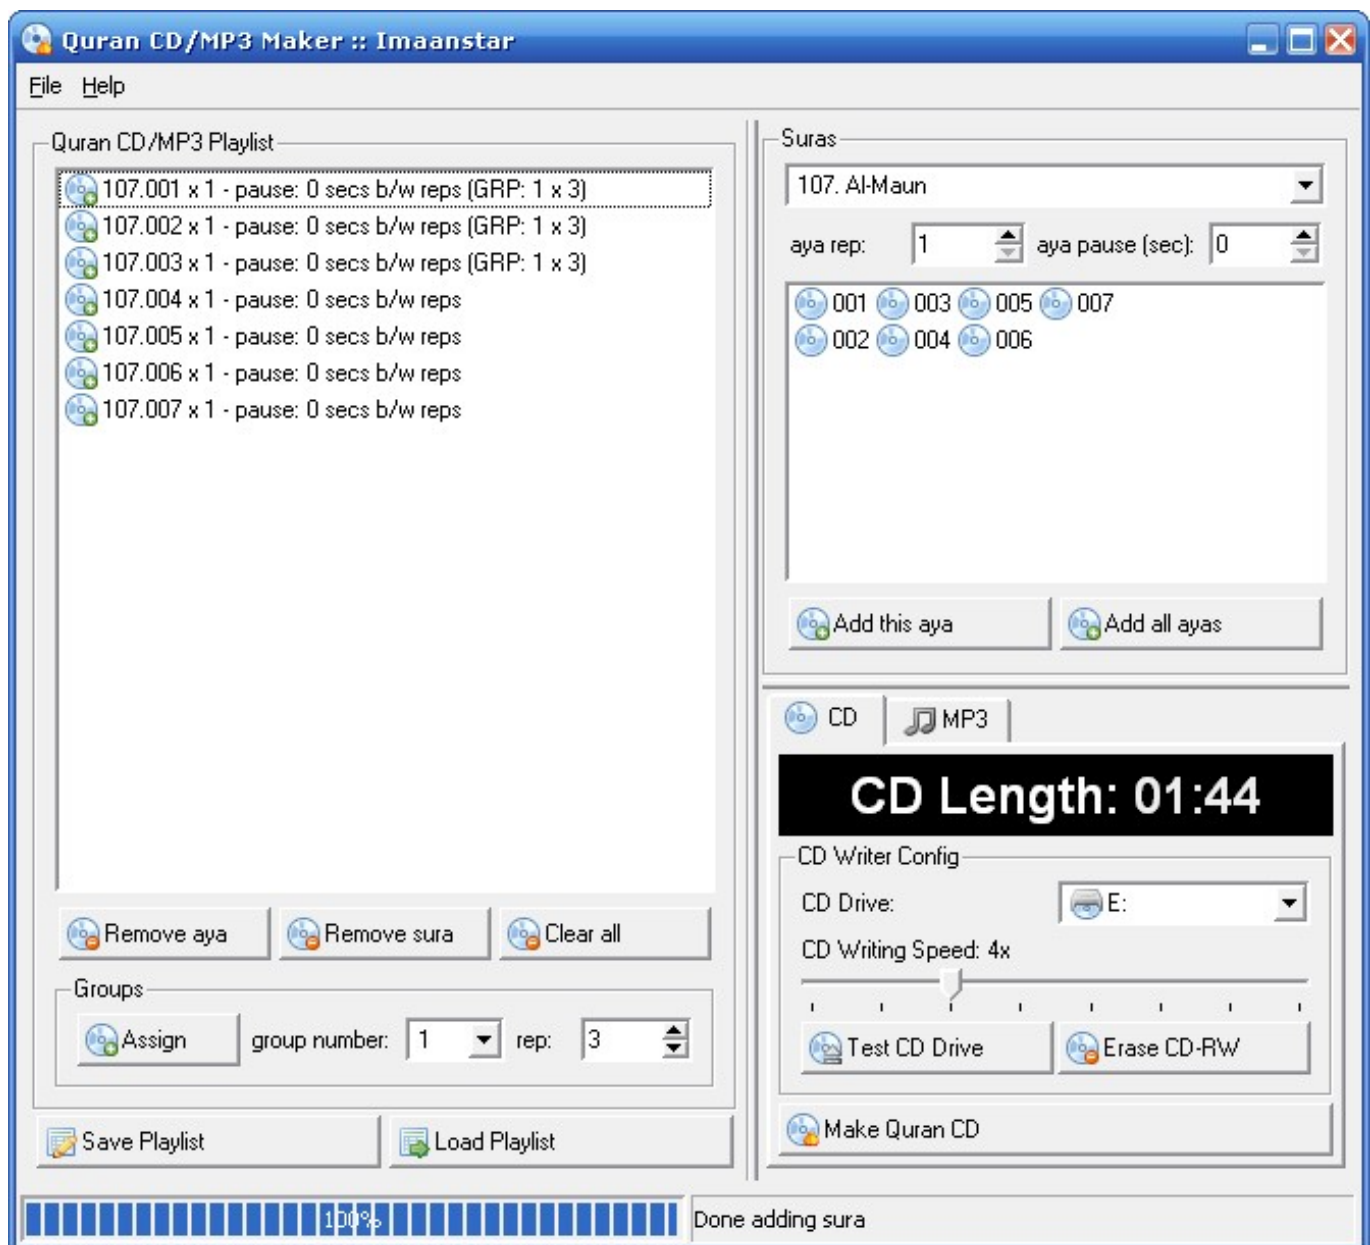 Quran CD/MP3 Maker :: Imaanstar
File Help
Quran CD/MP3 Playlist
107.001 x 1 - pause: 0 secs b/w reps (GRP: 1 x 3)
107.002 x 1 - pause: 0 secs b/w reps (GRP: 1 x 3)
107.003 x 1 - pause: 0 secs b/w reps (GRP: 1 x 3)
107.004 x 1 - pause: 0 secs b/w reps
107.005 x 1 - pause: 0 secs b/w reps
107.006 x 1 - pause: 0 secs b/w reps
107.007 x 1 - pause: 0 secs b/w reps
Remove aya Remove sura Clear all
Groups
Assign group number: 1 rep: 3
Save Playlist Load Playlist
Suras
107. Al-Maun
aya rep: 1 aya pause (sec): 0
001 003 005 007
002 004 006
Add this aya Add all ayas
CD MP3
CD Length: 01:44
CD Writer Config
CD Drive: E:
CD Writing Speed: 4x
Test CD Drive Erase CD-RW
Make Quran CD
100% Done adding sura